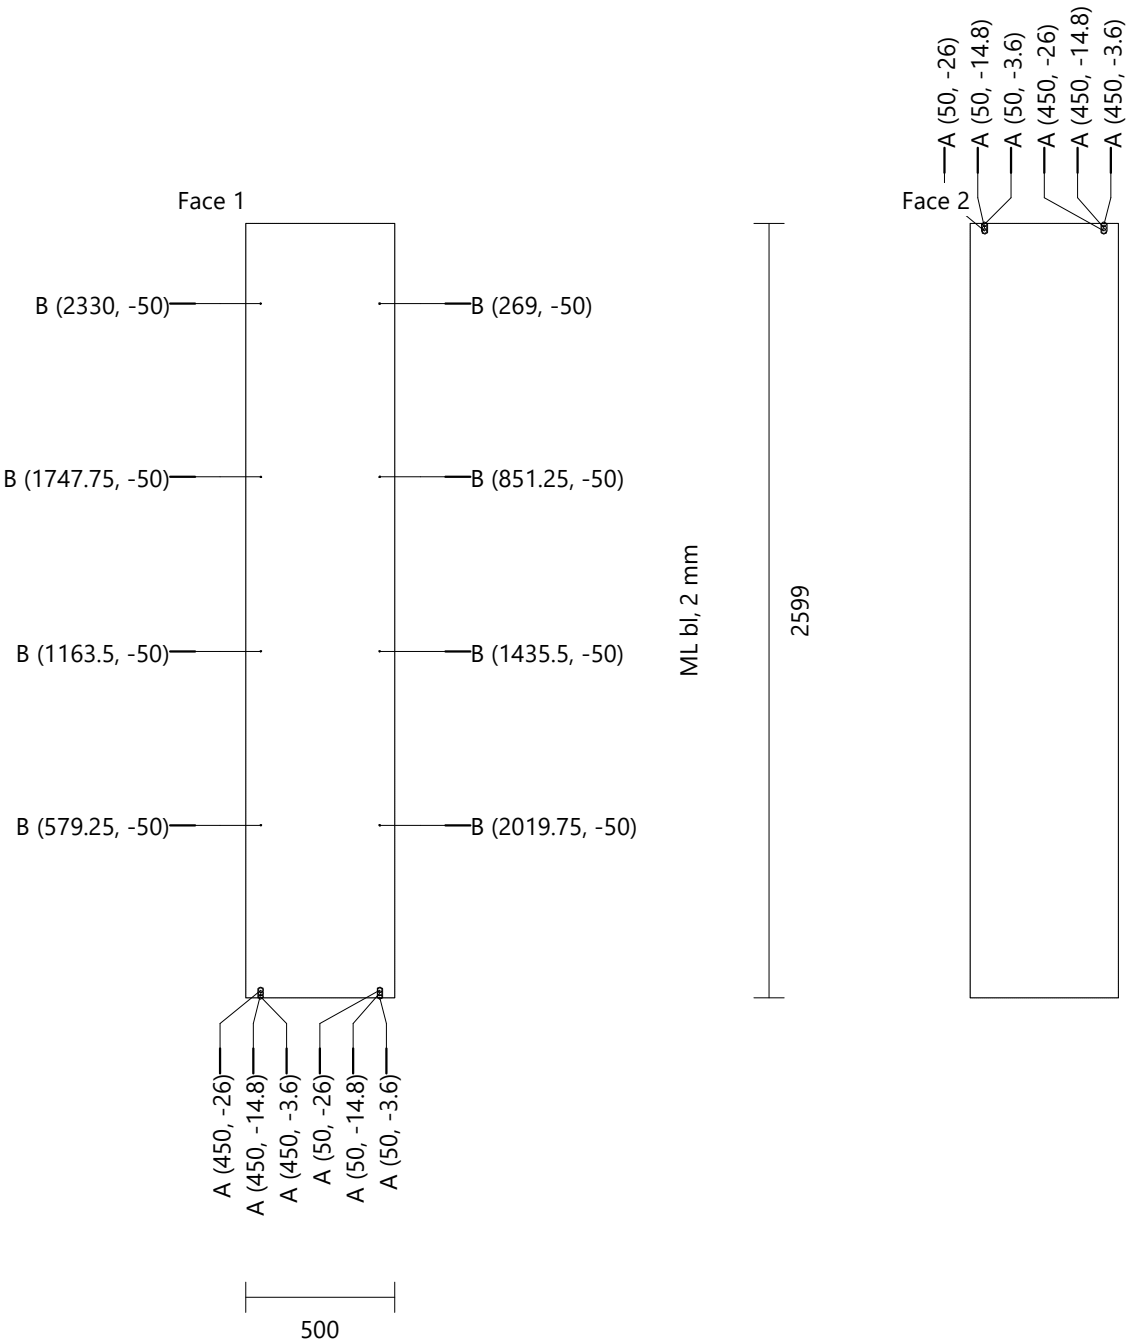 A (50, -26)
A (50, -14.8)
A (50, -3.6)
A (450, -26)
A (450, -14.8)
A (450, -3.6)
Face 1
Face 2
B (2330, -50)
B (269, -50)
B (1747.75, -50)
B (851.25, -50)
ML bl, 2 mm
2599
B (1163.5, -50)
B (1435.5, -50)
B (579.25, -50)
B (2019.75, -50)
A (450, -26)
A (450, -14.8)
A (450, -3.6)
A (50, -26)
A (50, -14.8)
A (50, -3.6)
500